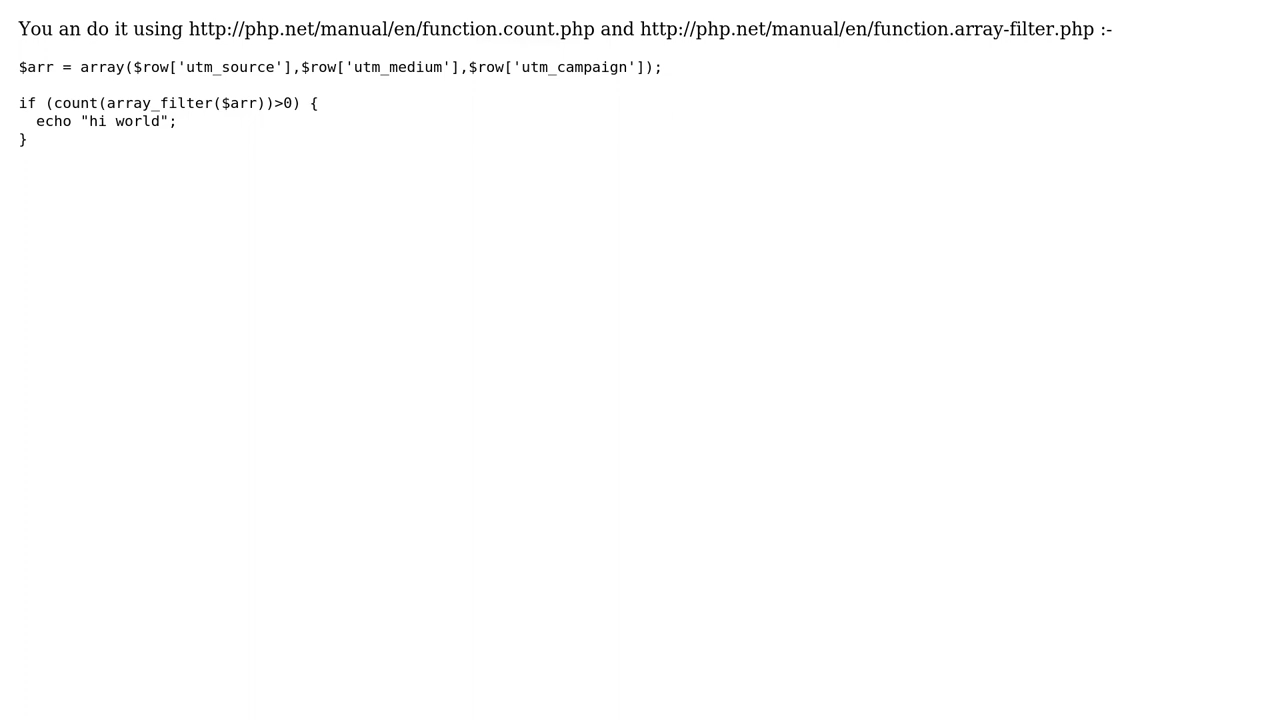 You an do it using http://php.net/manual/en/function.count.php and http://php.net/manual/en/function.array-filter.php :-
$arr = array($row['utm_source'],$row['utm_medium'],$row['utm_campaign']);
if (count(array_filter($arr))>0) {
  echo "hi world";
}